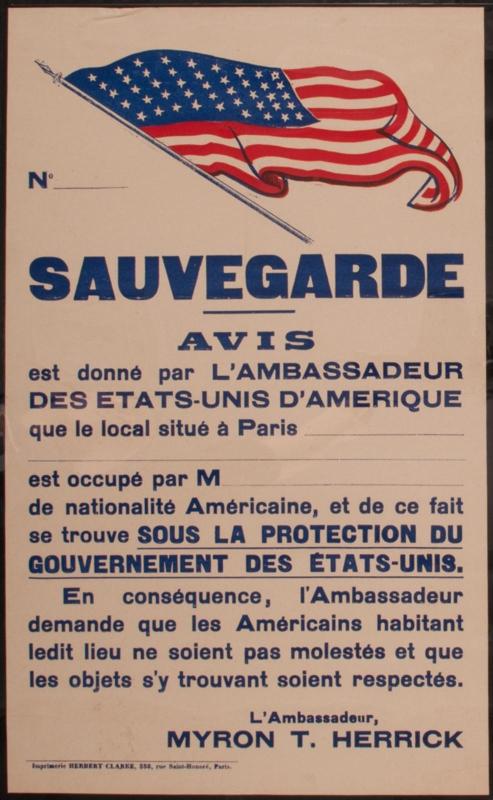 N°
SAUVEGARDE
AVIS
est donné par L'AMBASSADEUR
DES ETATS-UNIS D'AMERIQUE
que le local situé à Paris
est occupé par M
de nationalité Américaine, et de ce fait
se trouve SOUS LA PROTECTION DU
GOUVERNEMENT DES ÉTATS-UNIS.
En conséquence, l'Ambassadeur
demande que les Américains habitant
ledit lieu ne soient pas molestés et que
les objets s'y trouvant soient respectés.
L'Ambassadeur,
MYRON T. HERRICK
Imprimerie HERBERT CLARKE, 338, rue Saint-Honoré, Paris.